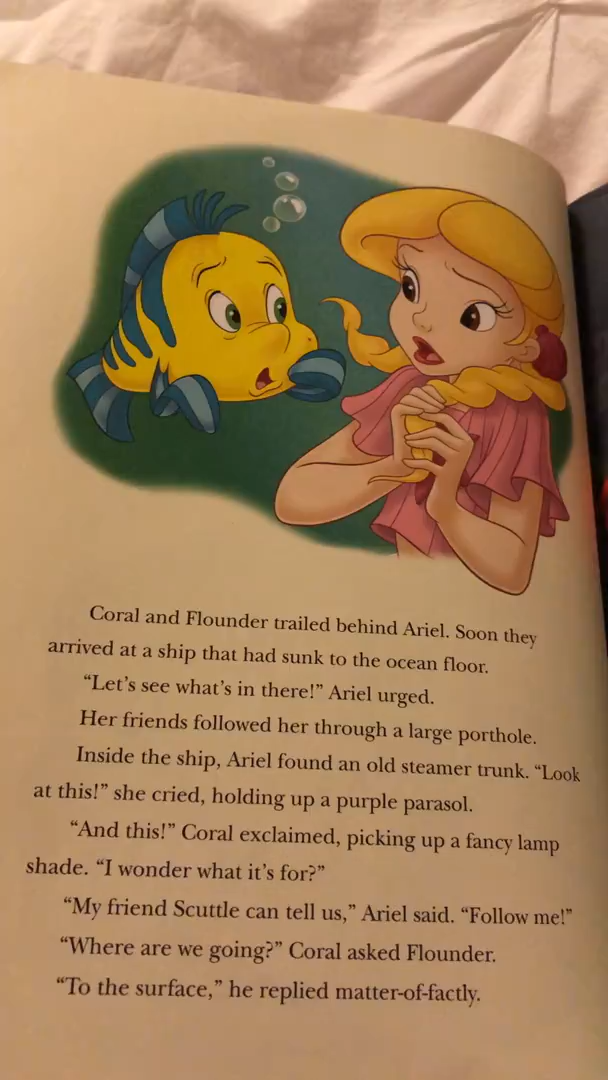 Coral and Flounder trailed behind Ariel. Soon they
arrived at a ship that had sunk to the ocean floor.
“Let’s see what’s in there!” Ariel urged.
Her friends followed her through a large porthole.
Inside the ship, Ariel found an old steamer trunk. “Look
at this!” she cried, holding up a purple parasol.
“And this!” Coral exclaimed, picking up a fancy lamp
shade. “I wonder what it’s for?”
“My friend Scuttle can tell us,” Ariel said. “Follow me!”
“Where are we going?” Coral asked Flounder.
“To the surface,” he replied matter-of-factly.